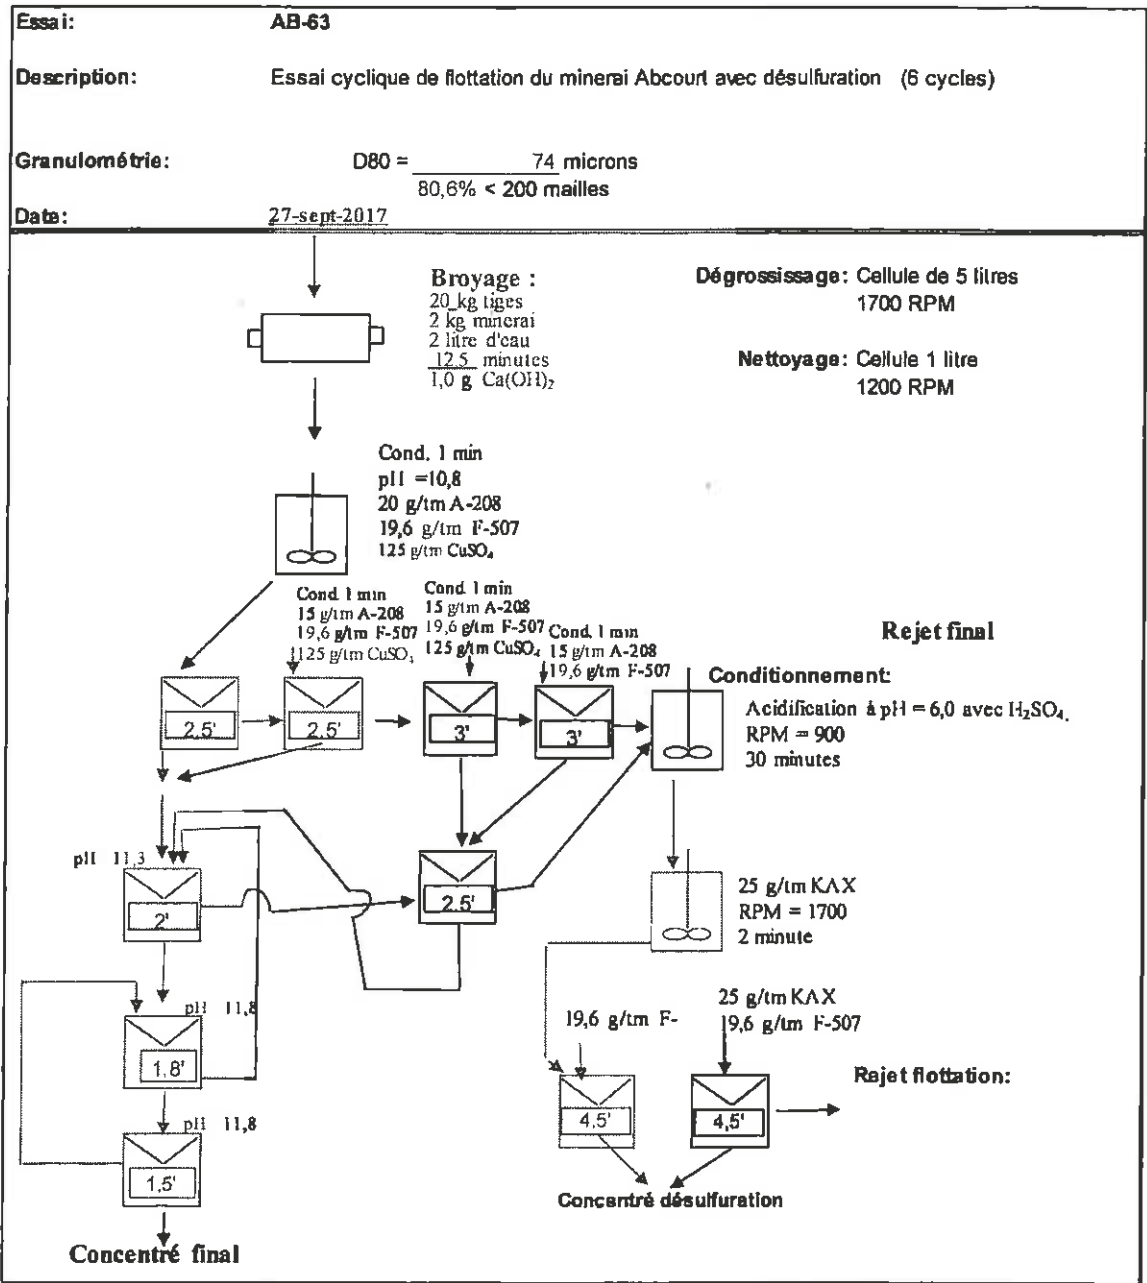 Essai: AB-63
Description: Essai cyclique de flottation du minerai Abcourt avec désulfuration (6 cycles)
Granulométrie: D80 = 74 microns
80,6% < 200 mailles
Date: 27-sept-2017
Broyage :
20 kg tiges
2 kg minerai
2 litre d'eau
12.5 minutes
1,0 g Ca(OH)₂
Dégrossissage: Cellule de 5 litres
1700 RPM
Nettoyage: Cellule 1 litre
1200 RPM
Cond. 1 min
pH =10,8
20 g/tm A-208
19,6 g/tm F-507
125 g/tm CuSO₄
Cond. 1 min
15 g/tm A-208
19,6 g/tm F-507
125 g/tm CuSO₄
Cond. 1 min
15 g/tm A-208
19,6 g/tm F-507
125 g/tm CuSO₄
Cond. 1 min
15 g/tm A-208
19,6 g/tm F-507
Rejet final
Conditionnement:
Acidification à pH = 6,0 avec H₂SO₄.
RPM = 900
30 minutes
2,5'
2,5'
3'
3'
pH 11,3
2'
2,5'
25 g/tm KAX
RPM = 1700
2 minute
pH 11,8
1,8'
19,6 g/tm F-
25 g/tm KAX
19,6 g/tm F-507
4,5'
4,5'
Rejet flottation:
pH 11,8
1,5'
Concentré désulfuration
Concentré final